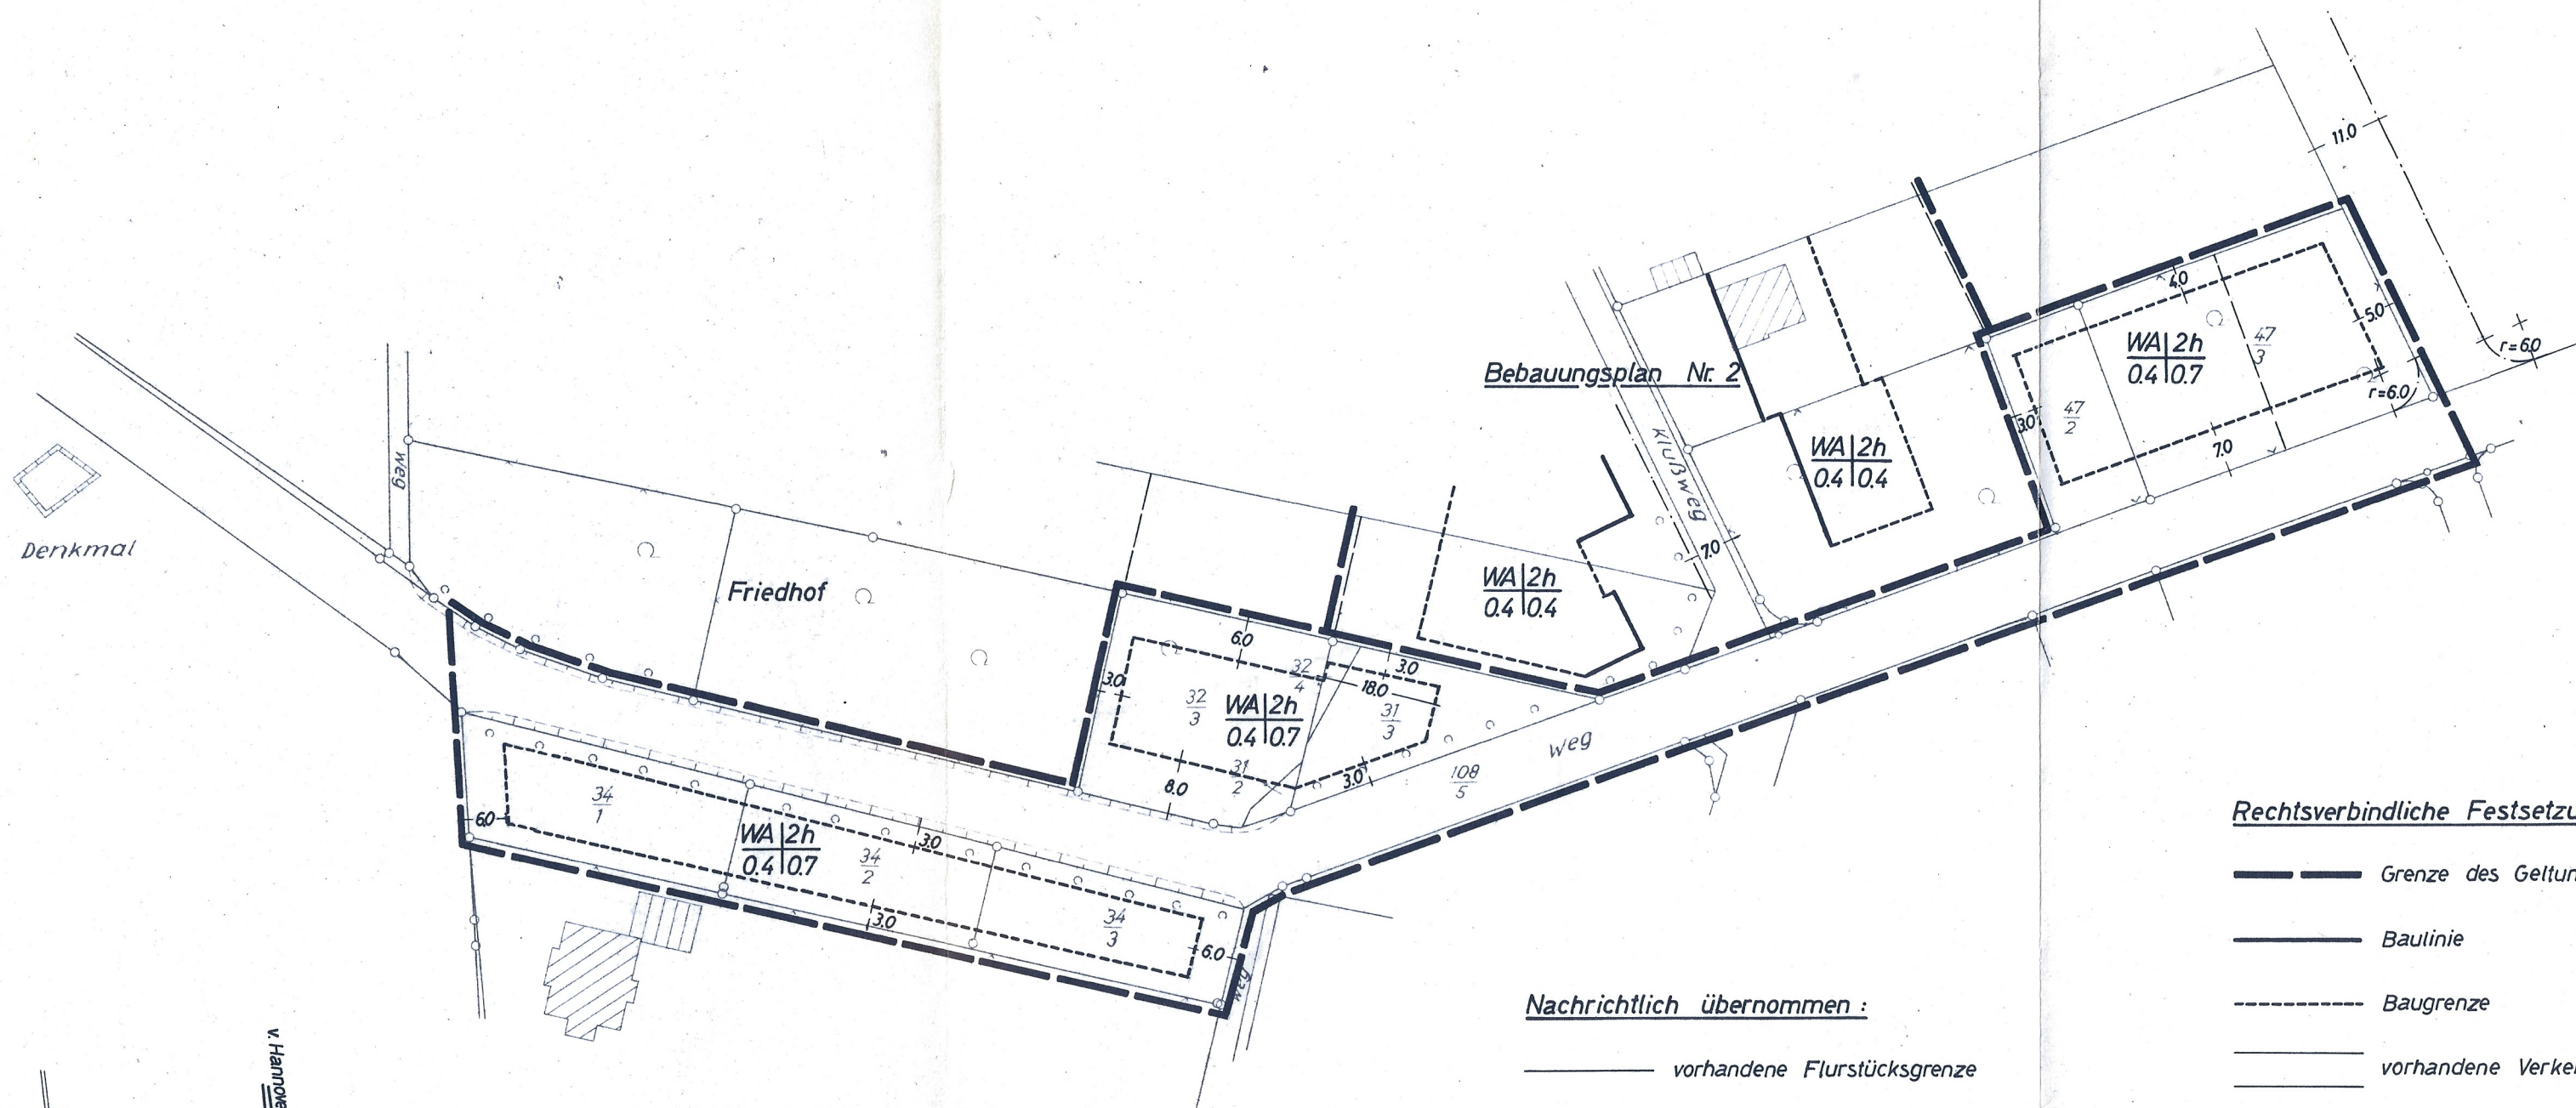 11.0
4.0
5.0
r=6.0
WA 2h
0.4 0.7
47
3
r=6.0
Bebauungsplan Nr. 2
3.0
47
2
7.0
Klußweg
WA 2h
0.4 0.4
weg
7.0
Denkmal
Friedhof
WA 2h
0.4 0.4
6.0
32
4
3.0
18.0
3.0
32
3
WA 2h
0.4 0.7
31
3
weg
31
2
3.0
108
5
8.0
34
1
6.0
WA 2h
0.4 0.7
3.0
34
2
3.0
34
3
6.0
weg
Rechtsverbindliche Festsetzu
Grenze des Geltun
Baulinie
Baugrenze
vorhandene Verke
Nachrichtlich übernommen :
vorhandene Flurstücksgrenze
v. Hannove